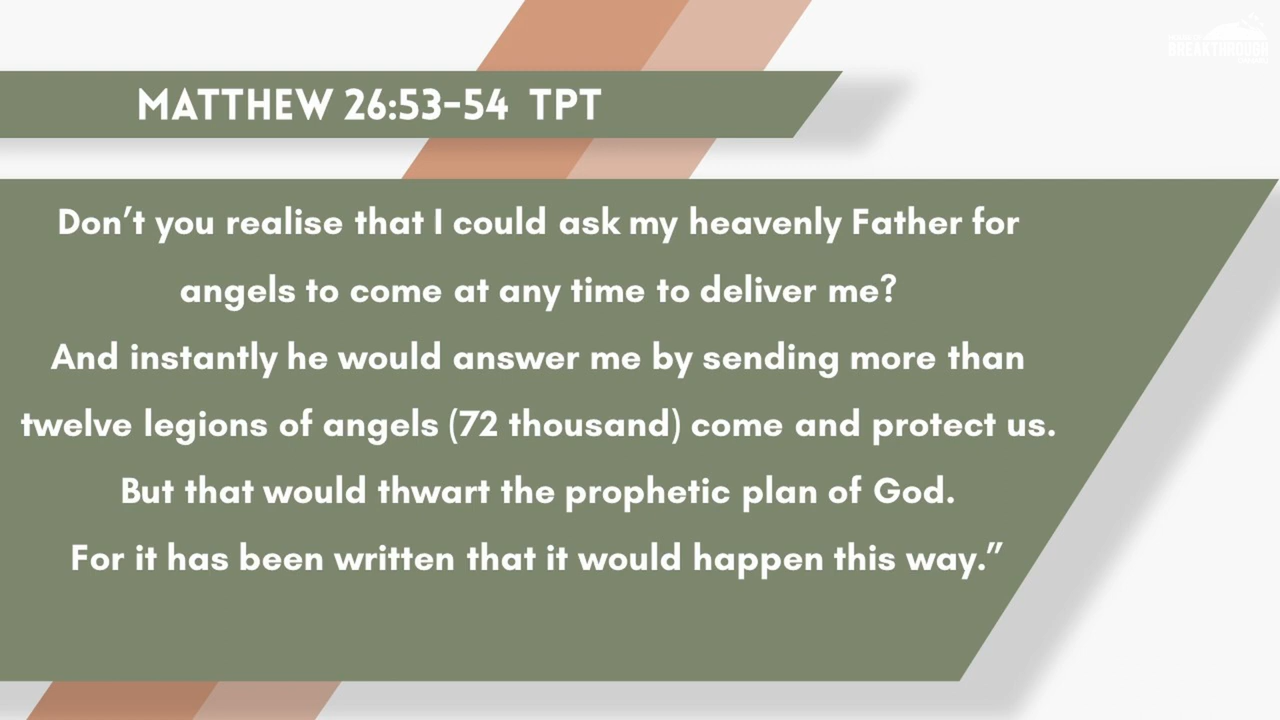 BREAKTHROUGH
MATTHEW 26:53-54 TPT
Don’t you realise that I could ask my heavenly Father for
angels to come at any time to deliver me?
And instantly he would answer me by sending more than
twelve legions of angels (72 thousand) come and protect us.
But that would thwart the prophetic plan of God.
For it has been written that it would happen this way.”